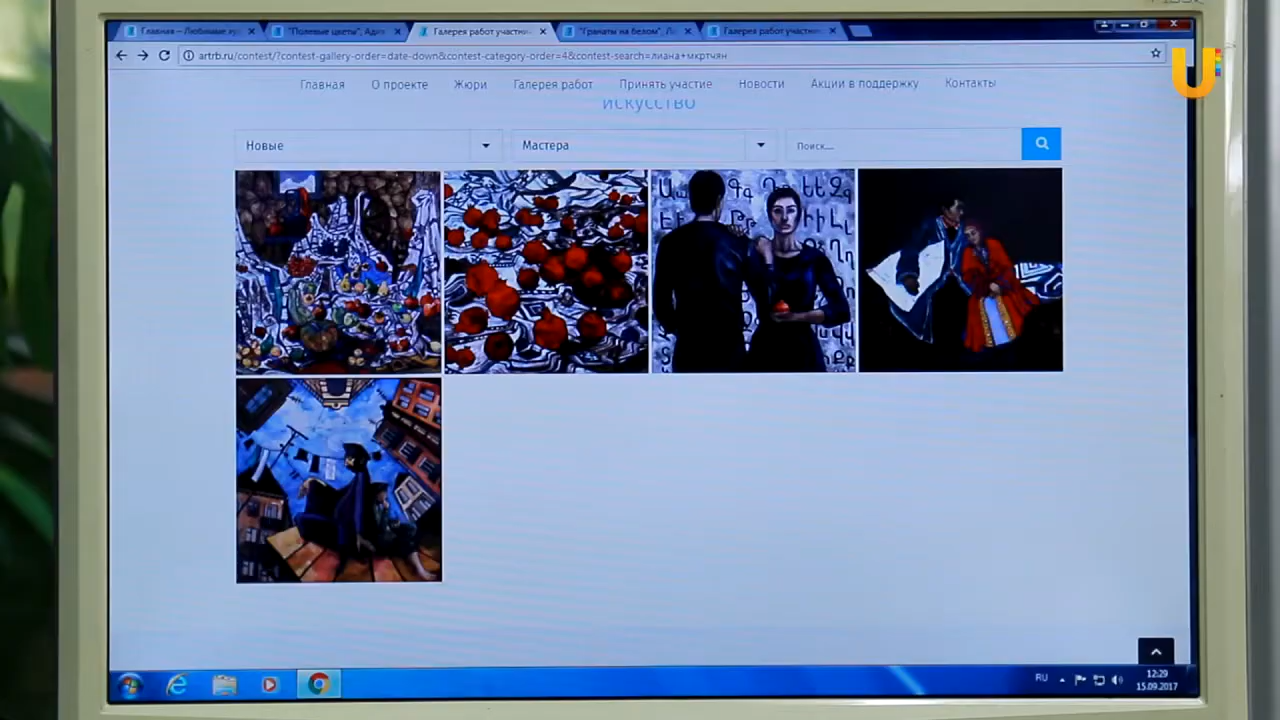 Главная – Любимые ху
"Полевые цветы", Ади
Галерея работ участни
"Гранаты на белом", Ли
Галерея работ участни
artrb.ru/contest/?contest-gallery-order=date-down&contest-category-order=4&contest-search=лиана+мкртчян
Главная О проекте Жюри Галерея работ Принять участие Новости Акции в поддержку Контакты
искусство
Новые Мастера Поиск...
RU
12:29
15.09.2017
U